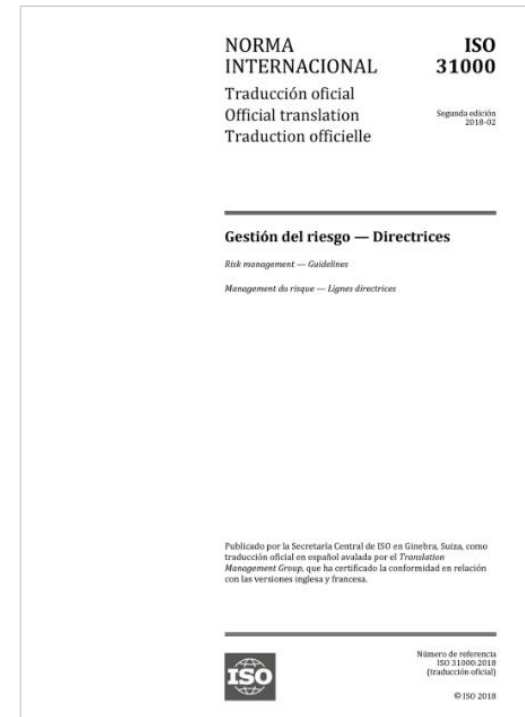 NORMA
INTERNACIONAL
ISO
31000
Traducción oficial
Official translation
Traduction officielle
Segunda edición
2018-02
Gestión del riesgo — Directrices
Risk management — Guidelines
Management du risque — Lignes directrices
Publicado por la Secretaría Central de ISO en Ginebra, Suiza, como
traducción oficial en español avalada por el Translation
Management Group, que ha certificado la conformidad en relación
con las versiones inglesa y francesa.
ISO
Número de referencia
ISO 31000:2018
(traducción oficial)
© ISO 2018